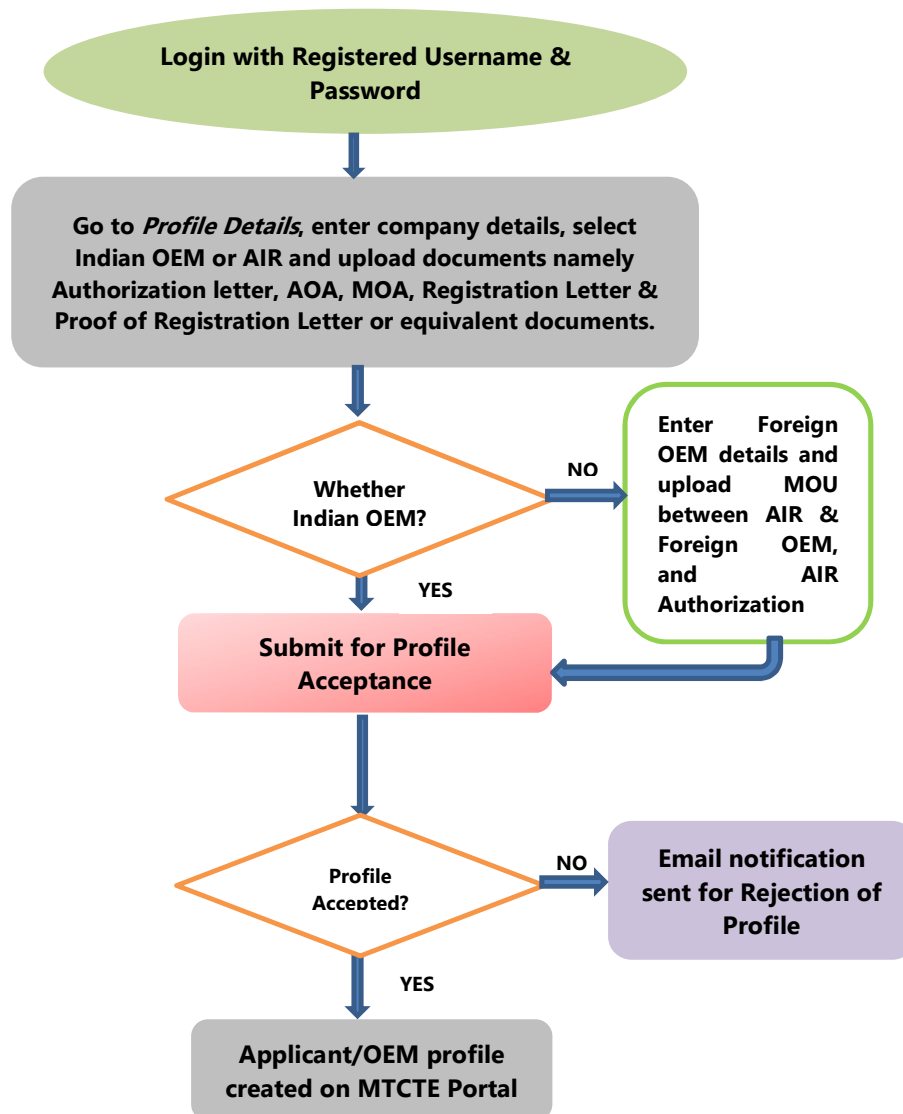 Login with Registered Username &
Password
Go to Profile Details, enter company details, select
Indian OEM or AIR and upload documents namely
Authorization letter, AOA, MOA, Registration Letter &
Proof of Registration Letter or equivalent documents.
Whether
Indian OEM?
NO
Enter Foreign
OEM details and
upload MOU
between AIR &
Foreign OEM,
and AIR
Authorization
YES
Submit for Profile
Acceptance
Profile
Accepted?
NO
Email notification
sent for Rejection of
Profile
YES
Applicant/OEM profile
created on MTCTE Portal